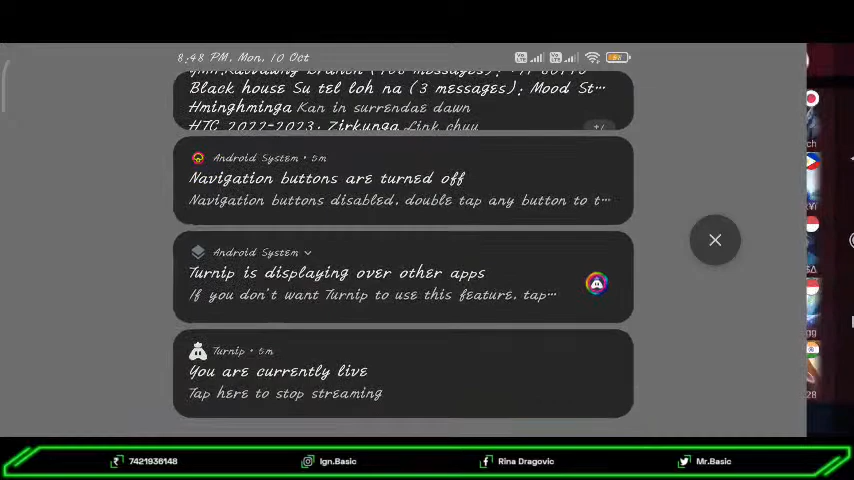 8:48 PM, Mon, 10 Oct
Black house Su tel loh na (3 messages): Mood St...
Hminghminga Kan in surrendae dawn
HTC 2022-2023: Zirkunga Link chuu
Android System • 5m
Navigation buttons are turned off
Navigation buttons disabled, double tap any button to t...
Android System
Turnip is displaying over other apps
If you don't want Turnip to use this feature, tap...
Turnip • 5m
You are currently live
Tap here to stop streaming
₹ 7421936148
Ign.Basic
Rina Dragovic
Mr.Basic